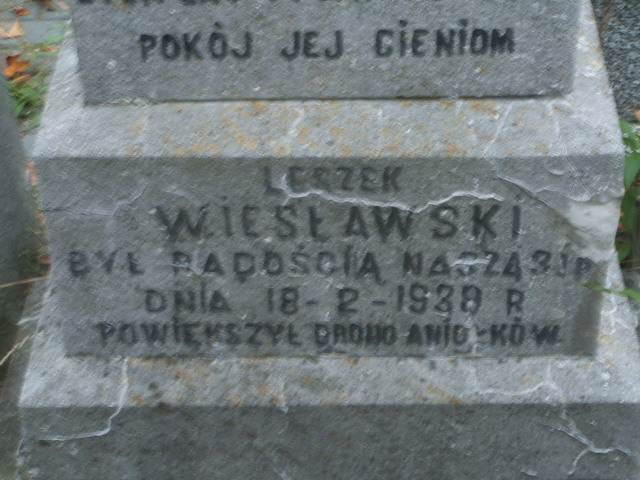 POKÓJ JEJ CIENIOM
LESZEK
WIESŁAWSKI
BYŁ RADOŚCIĄ NASZĄ
DNIA 18-2-1938 R
POWIĘKSZYŁ GRONO ANIOŁKÓW.